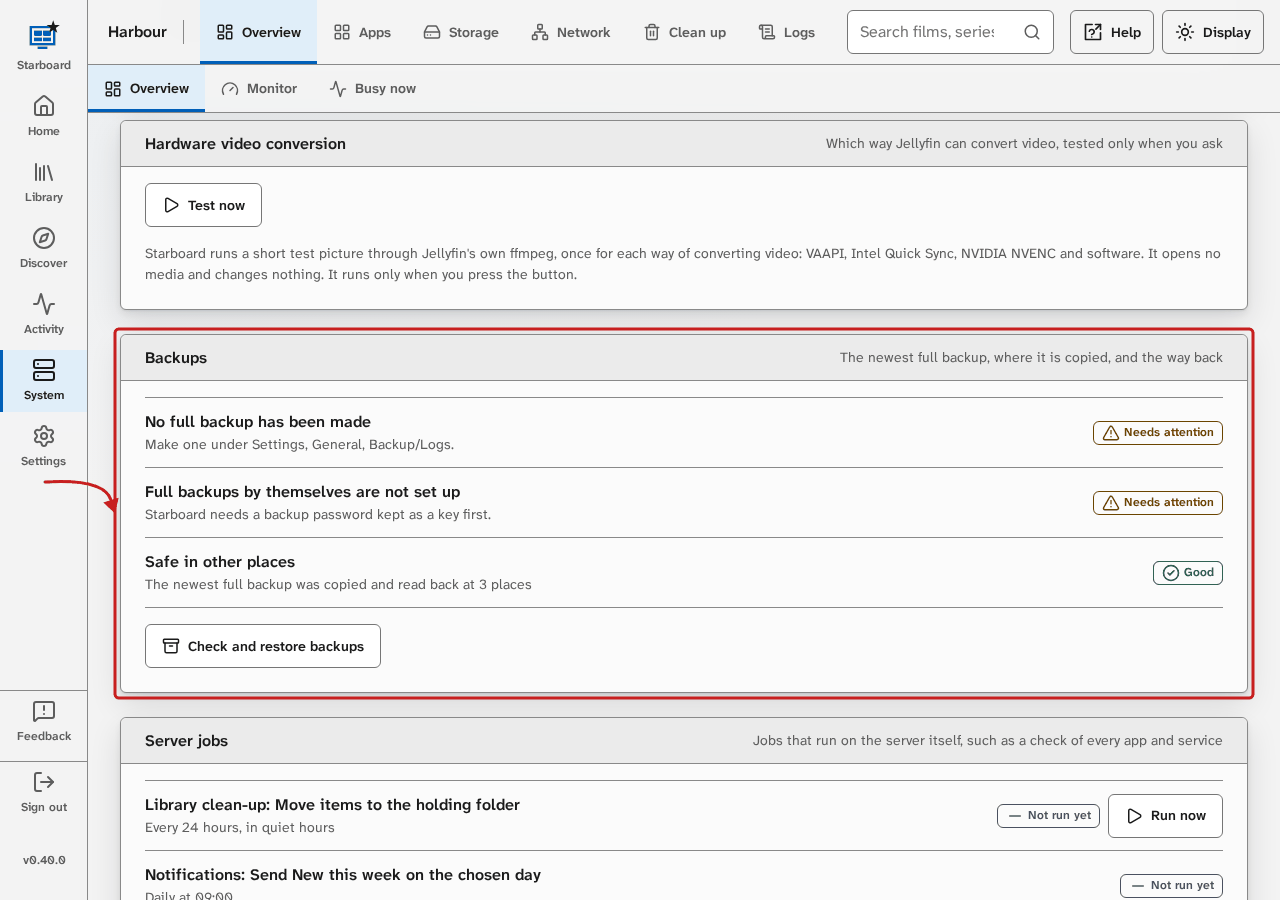 Starboard
Home
Library
Discover
Activity
System
Settings
Feedback
Sign out
v0.40.0
Harbour
Overview
Apps
Storage
Network
Clean up
Logs
Search films, series
Help
Display
Overview
Monitor
Busy now
Hardware video conversion
Which way Jellyfin can convert video, tested only when you ask
Test now
Starboard runs a short test picture through Jellyfin's own ffmpeg, once for each way of converting video: VAAPI, Intel Quick Sync, NVIDIA NVENC and software. It opens no
media and changes nothing. It runs only when you press the button.
Backups
The newest full backup, where it is copied, and the way back
No full backup has been made
Make one under Settings, General, Backup/Logs.
Needs attention
Full backups by themselves are not set up
Starboard needs a backup password kept as a key first.
Needs attention
Safe in other places
The newest full backup was copied and read back at 3 places
Good
Check and restore backups
Server jobs
Jobs that run on the server itself, such as a check of every app and service
Library clean-up: Move items to the holding folder
Every 24 hours, in quiet hours
Not run yet
Run now
Notifications: Send New this week on the chosen day
Daily at 09:00
Not run yet